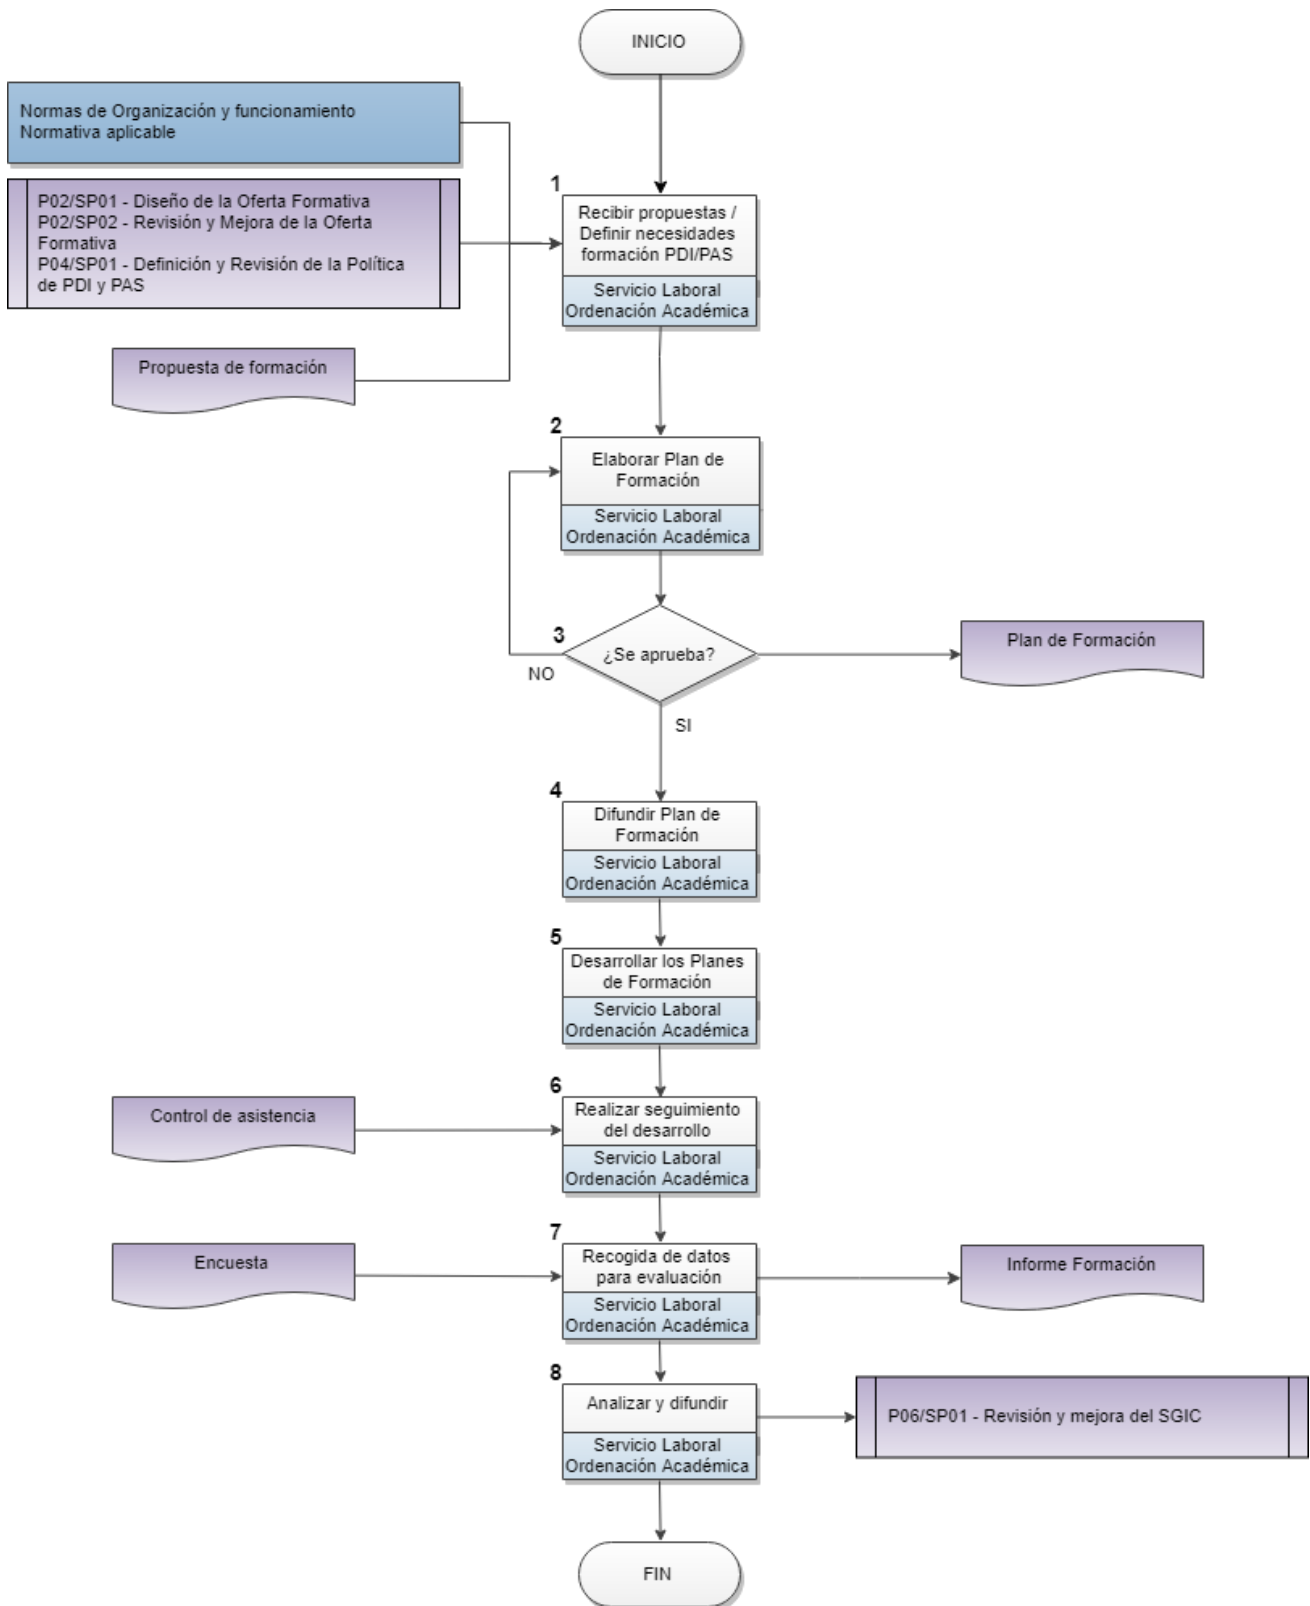 INICIO
Normas de Organización y funcionamiento
Normativa aplicable
P02/SP01 - Diseño de la Oferta Formativa
P02/SP02 - Revisión y Mejora de la Oferta
Formativa
P04/SP01 - Definición y Revisión de la Política
de PDI y PAS
Propuesta de formación
1
Recibir propuestas /
Definir necesidades
formación PDI/PAS
Servicio Laboral
Ordenación Académica
2
Elaborar Plan de
Formación
Servicio Laboral
Ordenación Académica
3
¿Se aprueba?
NO
SI
Plan de Formación
4
Difundir Plan de
Formación
Servicio Laboral
Ordenación Académica
5
Desarrollar los Planes
de Formación
Servicio Laboral
Ordenación Académica
Control de asistencia
6
Realizar seguimiento
del desarrollo
Servicio Laboral
Ordenación Académica
Encuesta
7
Recogida de datos
para evaluación
Servicio Laboral
Ordenación Académica
Informe Formación
8
Analizar y difundir
Servicio Laboral
Ordenación Académica
P06/SP01 - Revisión y mejora del SGIC
FIN